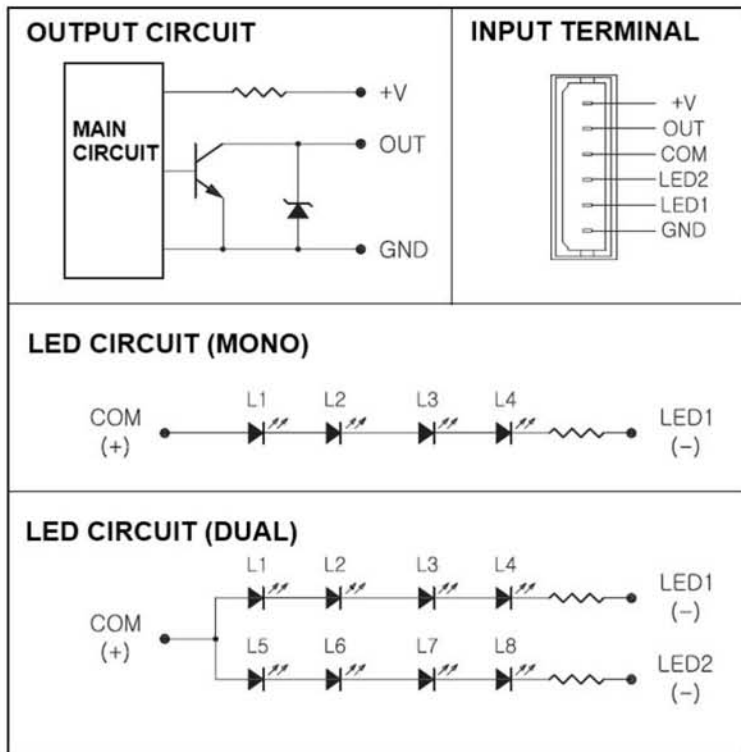 OUTPUT CIRCUIT
MAIN
CIRCUIT
+V
OUT
GND
INPUT TERMINAL
+V
OUT
COM
LED2
LED1
GND
LED CIRCUIT (MONO)
L1 L2 L3 L4
COM
(+)
LED1
(-)
LED CIRCUIT (DUAL)
L1 L2 L3 L4
LED1
(-)
COM
(+)
L5 L6 L7 L8
LED2
(-)